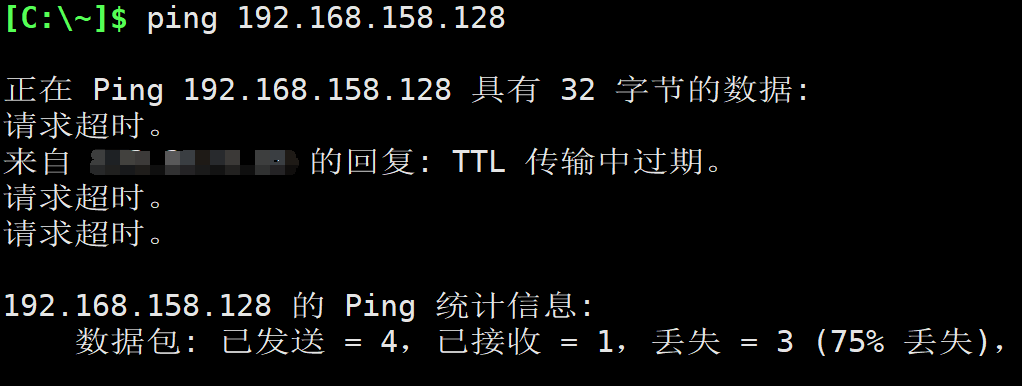 [C:\~]$ ping 192.168.158.128
正在 Ping 192.168.158.128 具有 32 字节的数据:
请求超时。
来自 的回复: TTL 传输中过期。
请求超时。
请求超时。
192.168.158.128 的 Ping 统计信息:
数据包: 已发送 = 4，已接收 = 1，丢失 = 3 (75% 丢失)，